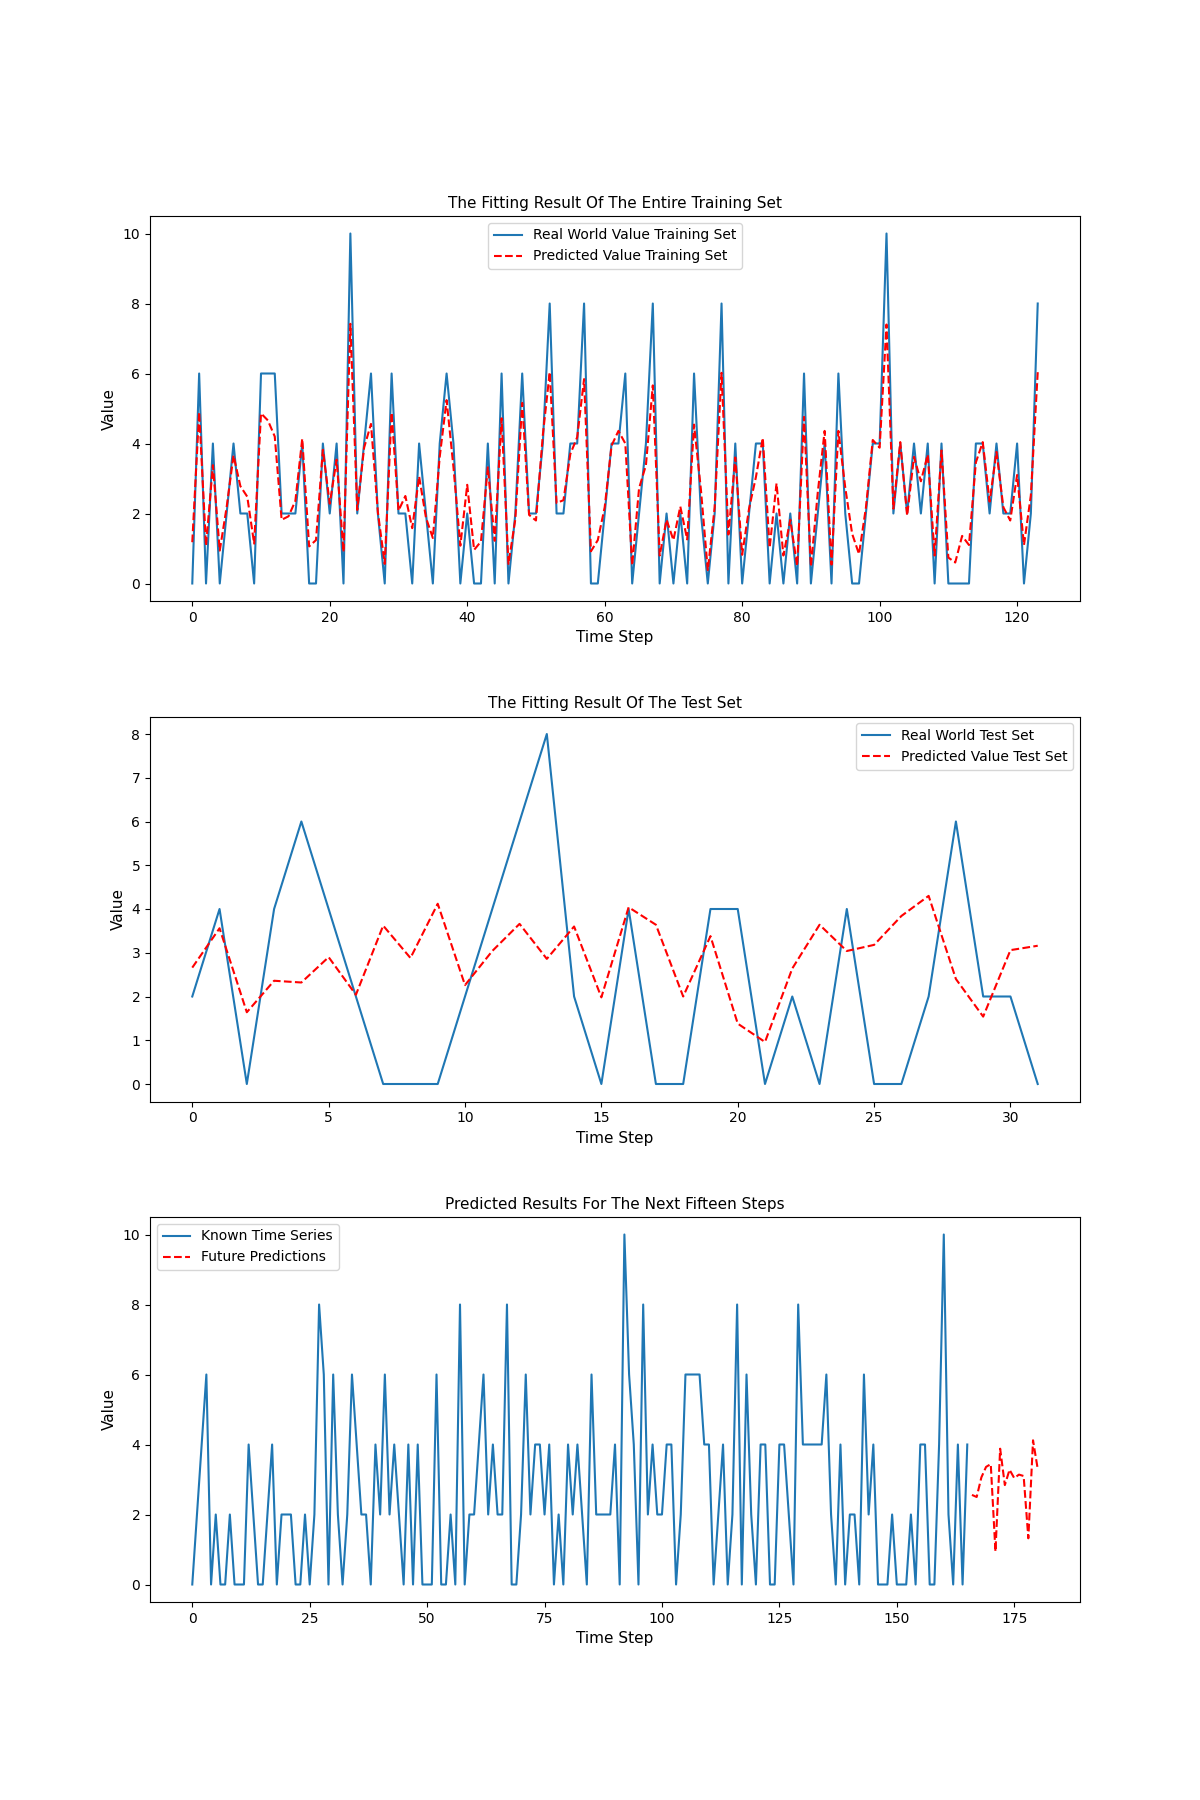 The Fitting Result Of The Entire Training Set
Real World Value Training Set
Predicted Value Training Set
Value
10
8
6
4
2
0
0 20 40 60 80 100 120
Time Step
The Fitting Result Of The Test Set
Real World Test Set
Predicted Value Test Set
Value
8
7
6
5
4
3
2
1
0
0 5 10 15 20 25 30
Time Step
Predicted Results For The Next Fifteen Steps
Known Time Series
Future Predictions
Value
10
8
6
4
2
0
0 25 50 75 100 125 150 175
Time Step